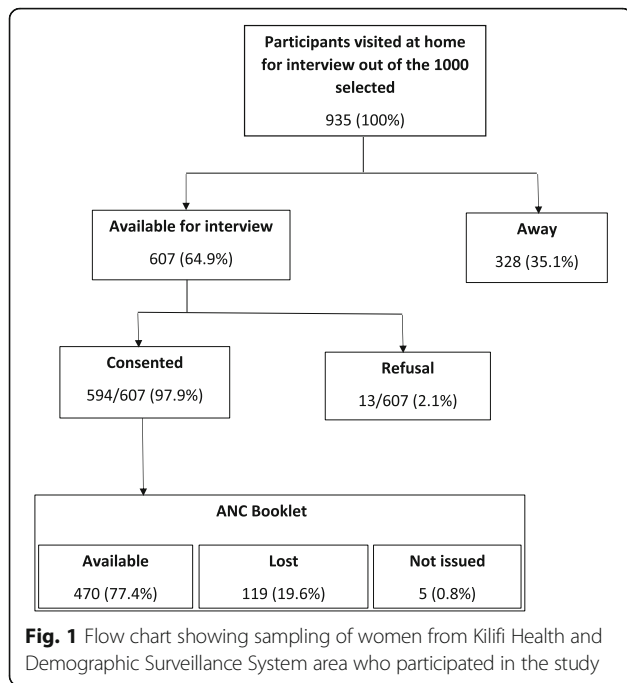 Participants visited at home
for interview out of the 1000
selected
935 (100%)
Available for interview
607 (64.9%)
Away
328 (35.1%)
Consented
594/607 (97.9%)
Refusal
13/607 (2.1%)
ANC Booklet
Available
470 (77.4%)
Lost
119 (19.6%)
Not issued
5 (0.8%)
Fig. 1 Flow chart showing sampling of women from Kilifi Health and
Demographic Surveillance System area who participated in the study